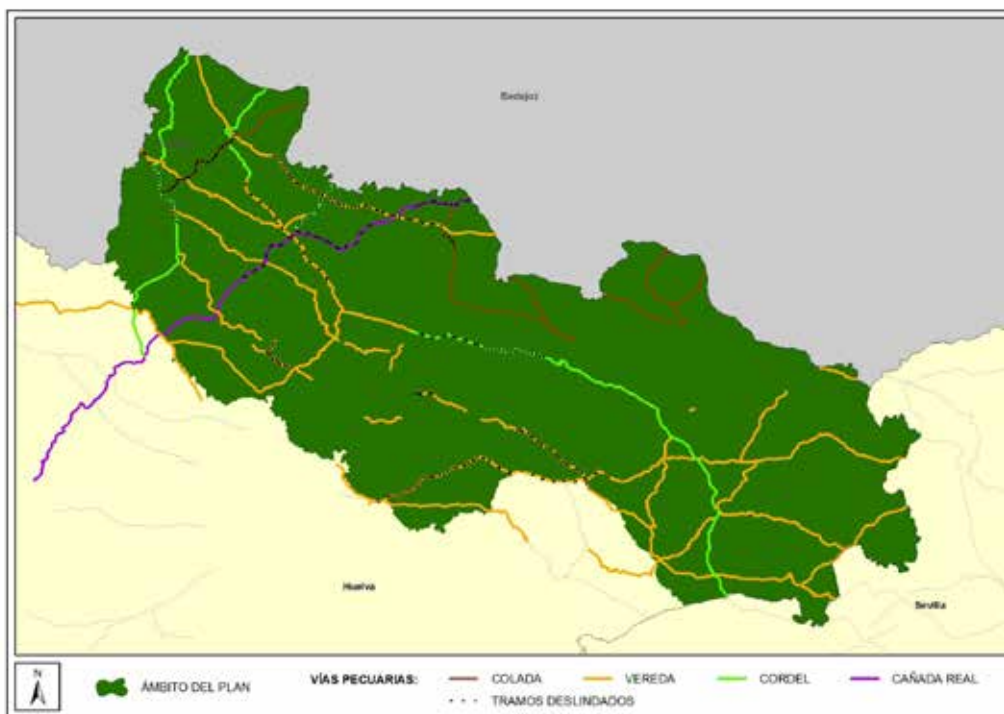 Badajoz
Huelva
Sevilla
N
ÁMBITO DEL PLAN
VÍAS PECUARIAS:
COLADA
VEREDA
CORDEL
CAÑADA REAL
TRAMOS DESLINDADOS